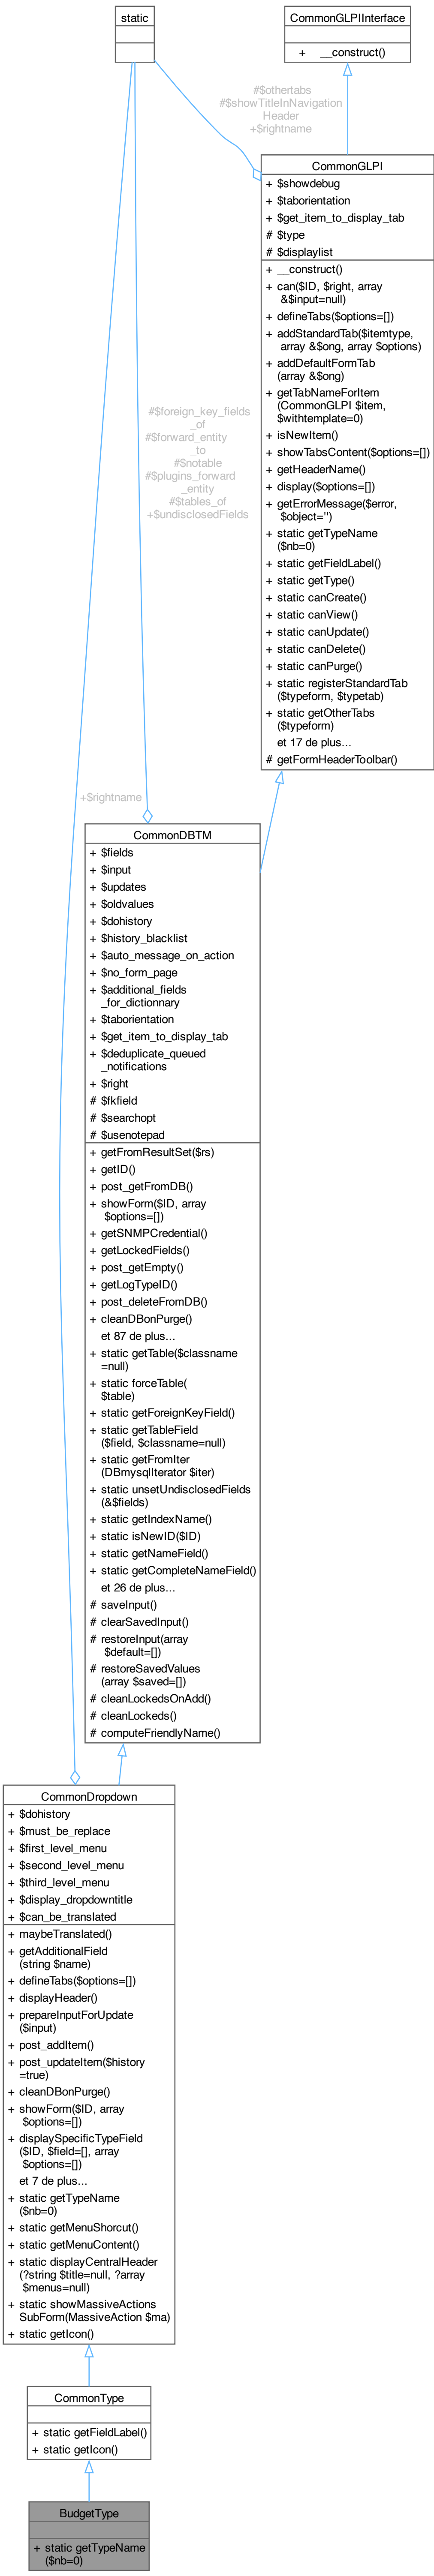 static
CommonGLPIInterface
+ __construct()
#$othertabs
#$showTitleInNavigation
Header
+$rightname
CommonGLPI
+ $showdebug
+ $taborientation
+ $get_item_to_display_tab
# $type
# $displaylist
+ __construct()
+ can($ID, $right, array
&$input=null)
+ defineTabs($options=[])
+ addStandardTab($itemtype,
array &$ong, array $options)
+ addDefaultFormTab
(array &$ong)
+ getTabNameForItem
(CommonGLPI $item,
$withtemplate=0)
+ isNewItem()
+ showTabsContent($options=[])
+ getHeaderName()
+ display($options=[])
+ getErrorMessage($error,
$object='')
+ static getTypeName
($nb=0)
+ static getFieldLabel()
+ static getType()
+ static canCreate()
+ static canView()
+ static canUpdate()
+ static canDelete()
+ static canPurge()
+ static registerStandardTab
($typeform, $typetab)
+ static getOtherTabs
($typeform)
et 17 de plus...
# getFormHeaderToolbar()
#$foreign_key_fields
_of
#$forward_entity
_to
#$notable
#$plugins_forward
_entity
#$tables_of
+$undisclosedFields
+$rightname
CommonDBTM
+ $fields
+ $input
+ $updates
+ $oldvalues
+ $dohistory
+ $history_blacklist
+ $auto_message_on_action
+ $no_form_page
+ $additional_fields
_for_dictionnary
+ $taborientation
+ $get_item_to_display_tab
+ $deduplicate_queued
_notifications
+ $right
# $fkfield
# $searchopt
# $usenotepad
+ getFromResultSet($rs)
+ getID()
+ post_getFromDB()
+ showForm($ID, array
$options=[])
+ getSNMPCredential()
+ getLockedFields()
+ post_getEmpty()
+ getLogTypeID()
+ post_deleteFromDB()
+ cleanDBonPurge()
et 87 de plus...
+ static getTable($classname
=null)
+ static forceTable(
$table)
+ static getForeignKeyField()
+ static getTableField
($field, $classname=null)
+ static getFromIter
(DBmysqlIterator $iter)
+ static unsetUndisclosedFields
(&$fields)
+ static getIndexName()
+ static isNewID($ID)
+ static getNameField()
+ static getCompleteNameField()
et 26 de plus...
# saveInput()
# clearSavedInput()
# restoreInput(array
$default=[])
# restoreSavedValues
(array $saved=[])
# cleanLockedsOnAdd()
# cleanLockeds()
# computeFriendlyName()
CommonDropdown
+ $dohistory
+ $must_be_replace
+ $first_level_menu
+ $second_level_menu
+ $third_level_menu
+ $display_dropdowntitle
+ $can_be_translated
+ maybeTranslated()
+ getAdditionalField
(string $name)
+ defineTabs($options=[])
+ displayHeader()
+ prepareInputForUpdate
($input)
+ post_addItem()
+ post_updateItem($history
=true)
+ cleanDBonPurge()
+ showForm($ID, array
$options=[])
+ displaySpecificTypeField
($ID, $field=[], array
$options=[])
et 7 de plus...
+ static getTypeName
($nb=0)
+ static getMenuShorcut()
+ static getMenuContent()
+ static displayCentralHeader
(?string $title=null, ?array
$menus=null)
+ static showMassiveActions
SubForm(MassiveAction $ma)
+ static getIcon()
CommonType
+ static getFieldLabel()
+ static getIcon()
BudgetType
+ static getTypeName
($nb=0)